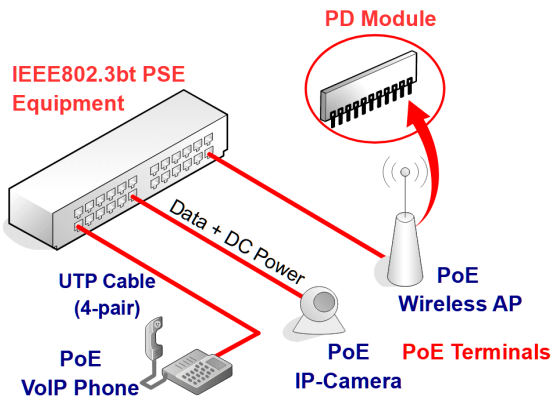 PD Module
IEEE802.3bt PSE
Equipment
Data + DC Power
UTP Cable
(4-pair)
PoE
Wireless AP
PoE
VoIP Phone
PoE
IP-Camera
PoE Terminals